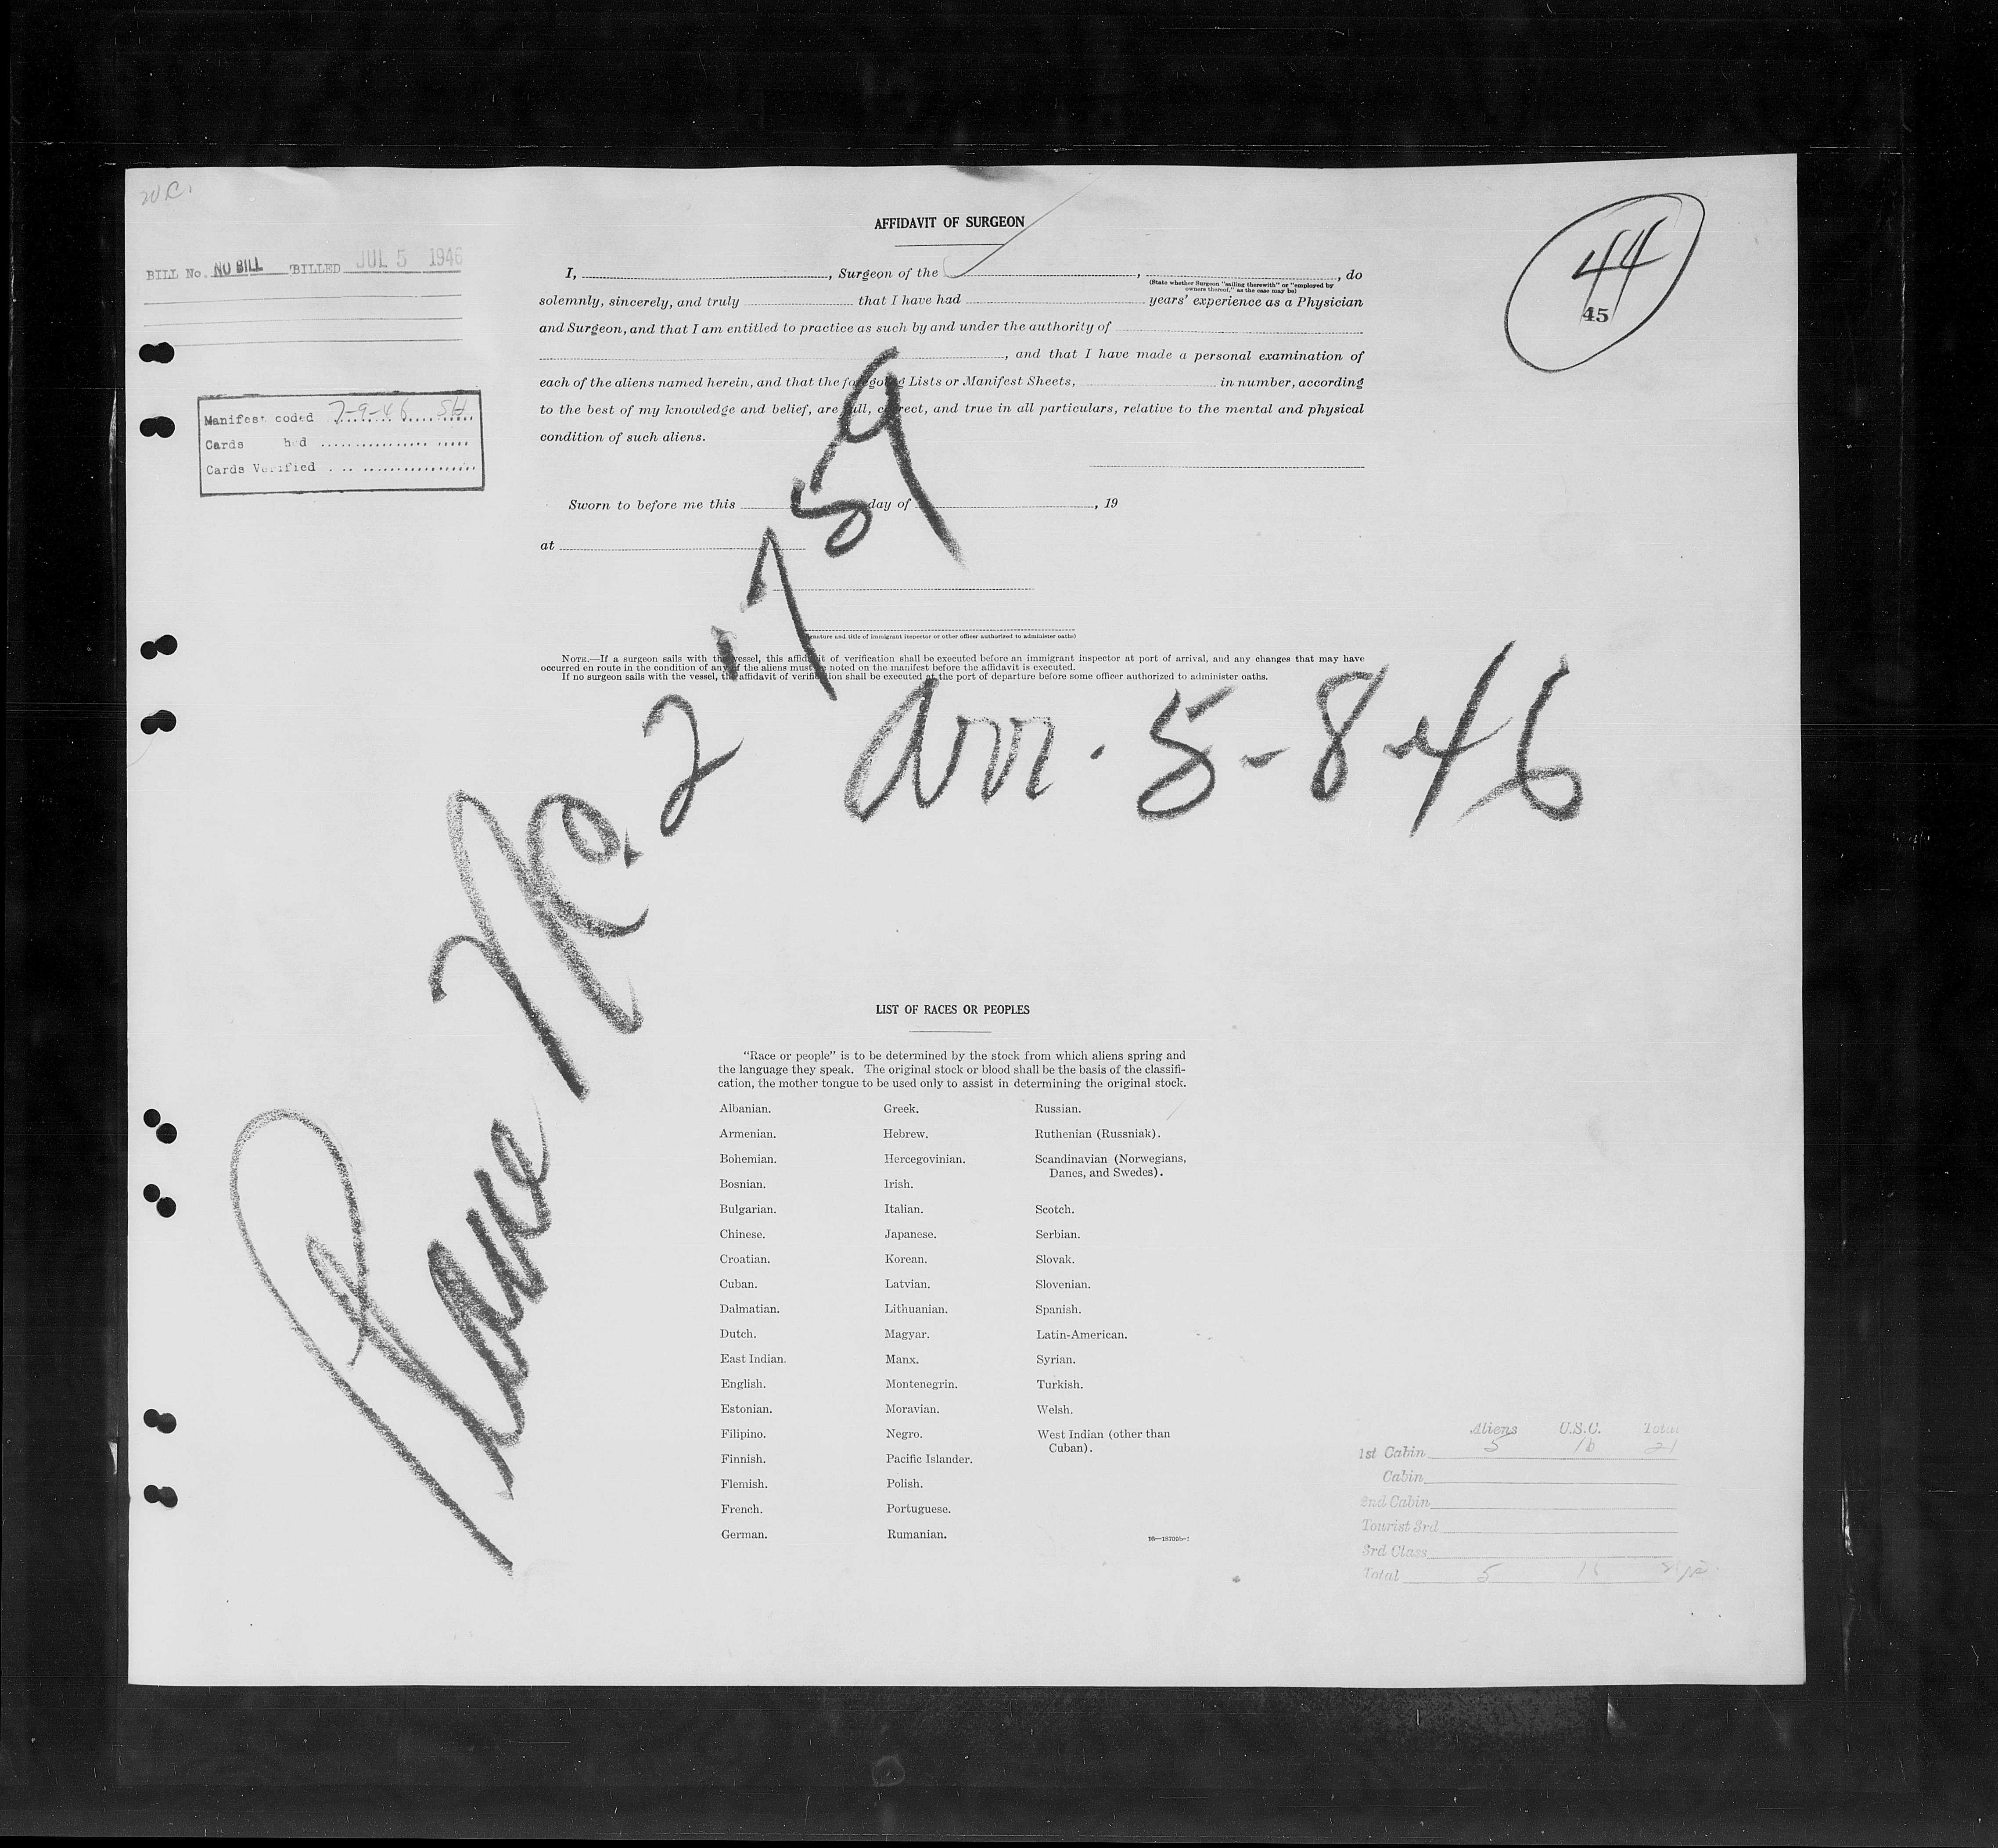 AFFIDAVIT OF SURGEON
44
45
BILL No. NO BILL BILLED JUL 5 1946
I, , Surgeon of the , , do
(State whether Surgeon "sailing therewith" or "employed by
owners thereof," as the case may be)
solemnly, sincerely, and truly that I have had years' experience as a Physician
and Surgeon, and that I am entitled to practice as such by and under the authority of
, and that I have made a personal examination of
each of the aliens named herein, and that the foregoing Lists or Manifest Sheets, in number, according
to the best of my knowledge and belief, are full, correct, and true in all particulars, relative to the mental and physical
condition of such aliens.
Manifest coded 7-9-46 SH
Cards
Cards Verified
Sworn to before me this day of , 19
at
(Signature and title of immigrant inspector or other officer authorized to administer oaths)
NOTE.—If a surgeon sails with the vessel, this affidavit of verification shall be executed before an immigrant inspector at port of arrival, and any changes that may have
occurred en route in the condition of any of the aliens must be noted on the manifest before the affidavit is executed.
If no surgeon sails with the vessel, the affidavit of verification shall be executed at the port of departure before some officer authorized to administer oaths.
Plane NC. 2-1759
Arr. 5-8-46
LIST OF RACES OR PEOPLES
"Race or people" is to be determined by the stock from which aliens spring and
the language they speak. The original stock or blood shall be the basis of the classifi-
cation, the mother tongue to be used only to assist in determining the original stock.
Albanian. Greek. Russian.
Armenian. Hebrew. Ruthenian (Russniak).
Bohemian. Hercegovinian. Scandinavian (Norwegians,
Danes, and Swedes).
Bosnian. Irish.
Bulgarian. Italian. Scotch.
Chinese. Japanese. Serbian.
Croatian. Korean. Slovak.
Cuban. Latvian. Slovenian.
Dalmatian. Lithuanian. Spanish.
Dutch. Magyar. Latin-American.
East Indian. Manx. Syrian.
English. Montenegrin. Turkish.
Estonian. Moravian. Welsh.
Filipino. Negro. West Indian (other than
Cuban).
Finnish. Pacific Islander.
Flemish. Polish.
French. Portuguese.
German. Rumanian.
Aliens U.S.C. Total
1st Cabin 5 16 21
Cabin
2nd Cabin
Tourist 3rd
3rd Class
Total 5 16